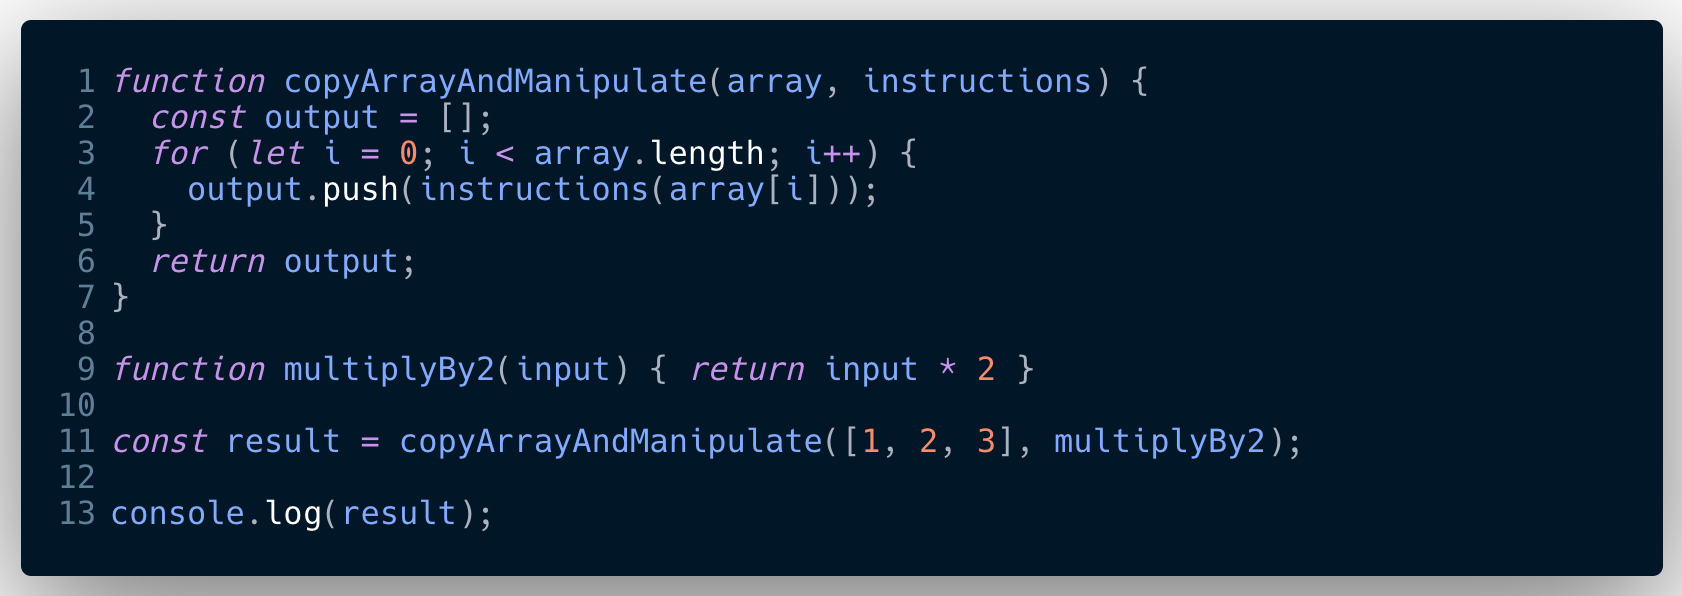 1 function copyArrayAndManipulate(array, instructions) {
2   const output = [];
3   for (let i = 0; i < array.length; i++) {
4     output.push(instructions(array[i]));
5   }
6   return output;
7 }
8
9 function multiplyBy2(input) { return input * 2 }
10
11 const result = copyArrayAndManipulate([1, 2, 3], multiplyBy2);
12
13 console.log(result);